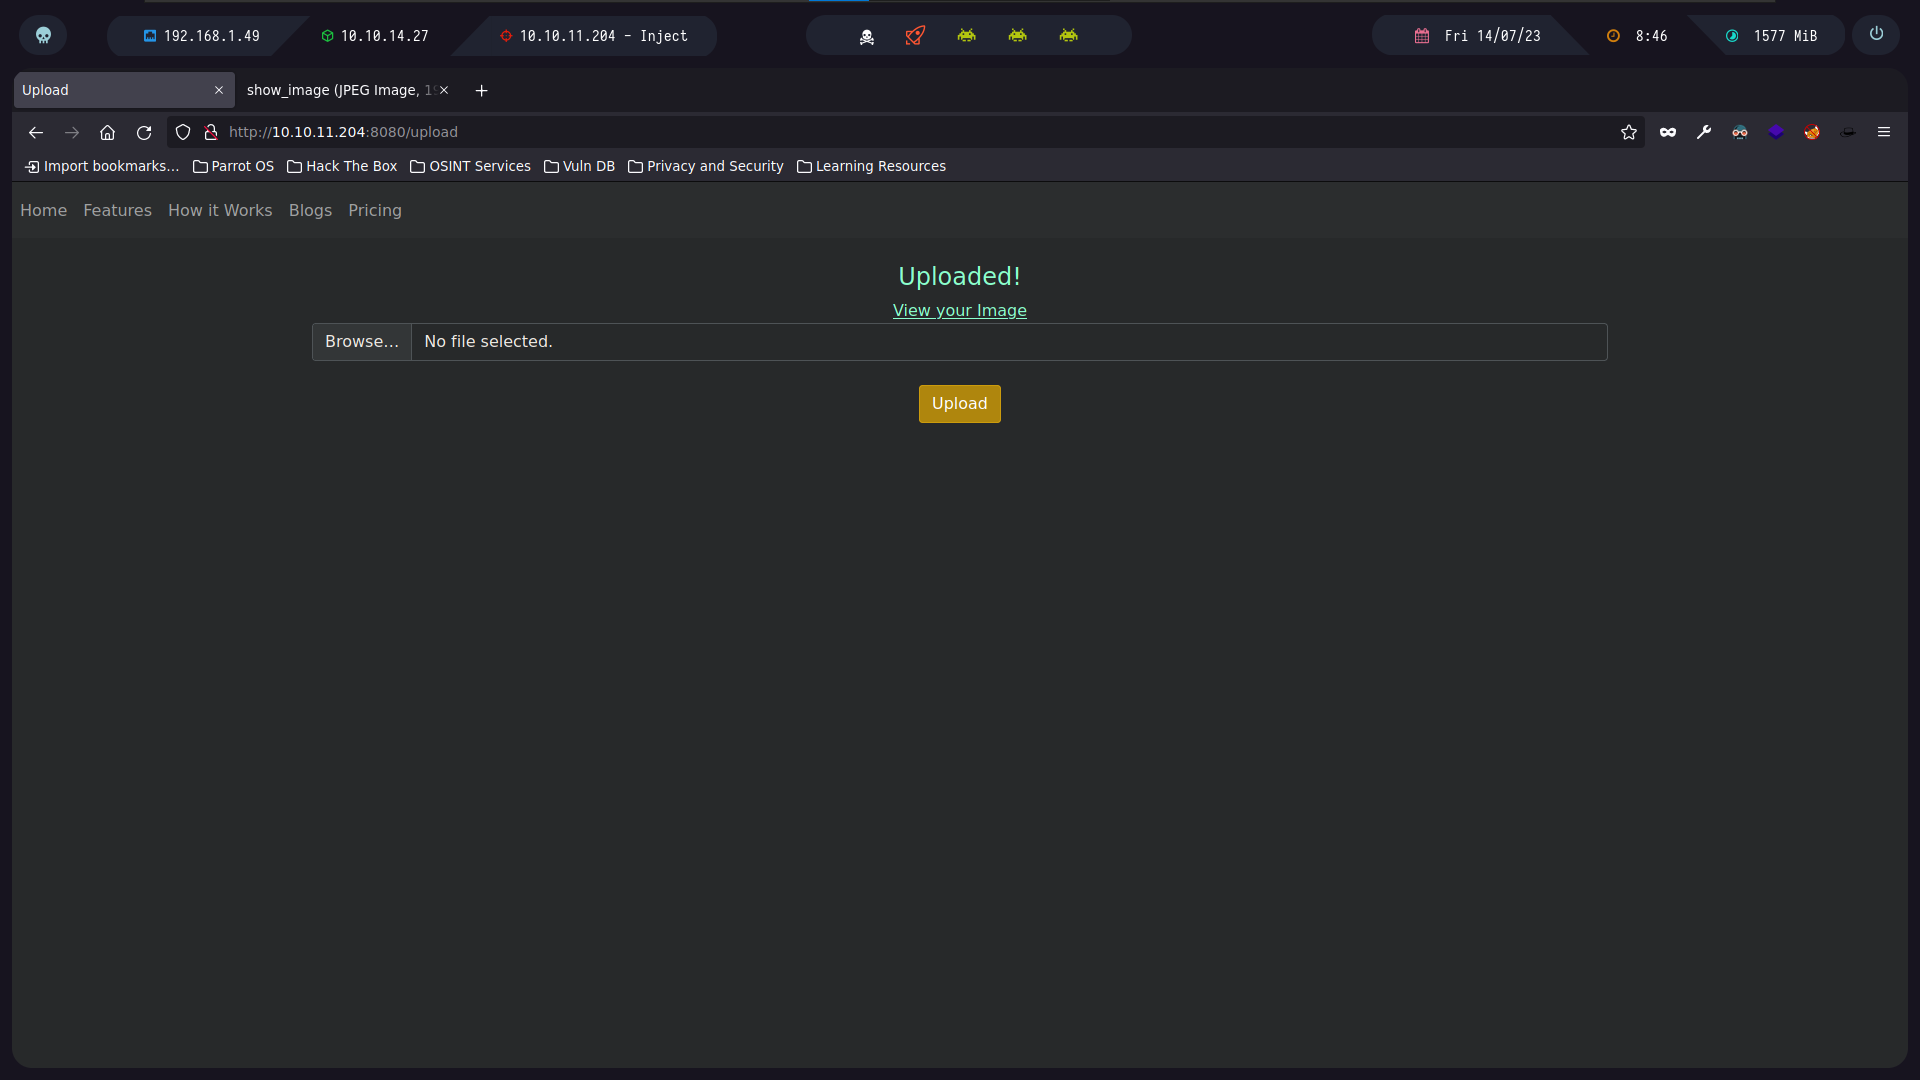 192.168.1.49 10.10.14.27 10.10.11.204 - Inject Fri 14/07/23 8:46 1577 MiB
Upload show_image (JPEG Image, 19
http://10.10.11.204:8080/upload
Import bookmarks... Parrot OS Hack The Box OSINT Services Vuln DB Privacy and Security Learning Resources
Home Features How it Works Blogs Pricing
Uploaded!
View your Image
Browse... No file selected.
Upload